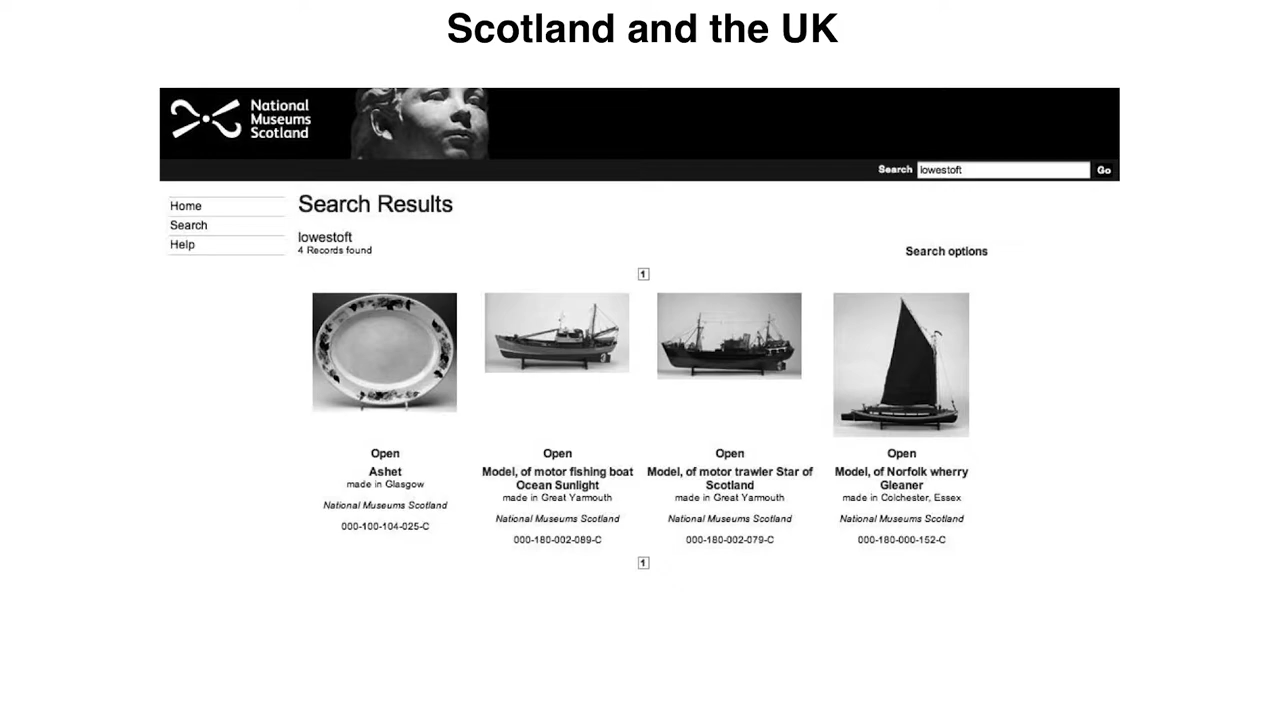 Scotland and the UK
National
Museums
Scotland
Search lowestoft Go
Home
Search
Help
Search Results
lowestoft
4 Records found
Search options
1
Open
Ashet
made in Glasgow
National Museums Scotland
000-100-104-025-C
Open
Model, of motor fishing boat
Ocean Sunlight
made in Great Yarmouth
National Museums Scotland
000-180-002-089-C
Open
Model, of motor trawler Star of
Scotland
made in Great Yarmouth
National Museums Scotland
000-180-002-079-C
Open
Model, of Norfolk wherry
Gleaner
made in Colchester, Essex
National Museums Scotland
000-180-000-152-C
1